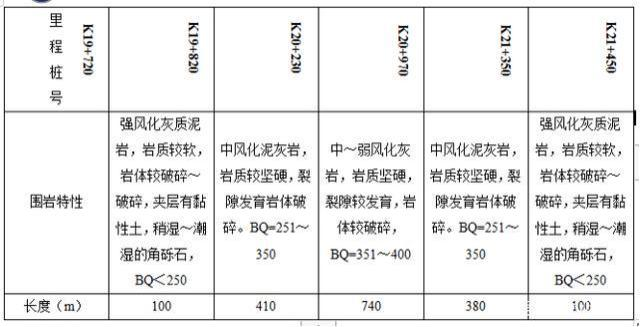 里
程
桩
号
K19+720
K19+820
K20+230
K20+970
K21+350
K21+450
围岩特性
强风化灰质泥
岩，岩质较软，
岩体较破碎～
破碎，夹层有黏
性土，稍湿～潮
湿的角砾石，
BQ＜250
中风化泥灰岩，
岩质较坚硬，裂
隙发育岩体破
碎。BQ=251～
350
中～弱风化灰
岩，岩质坚硬，
裂隙较发育，岩
体较破碎，
BQ=351～400
中风化泥灰岩，
岩质较坚硬，裂
隙发育岩体破
碎。BQ=251～
350
强风化灰质泥
岩，岩质较软，
岩体较破碎～
破碎，夹层有黏
性土，稍湿～潮
湿的角砾石，
BQ＜250
长度（m）
100
410
740
380
100